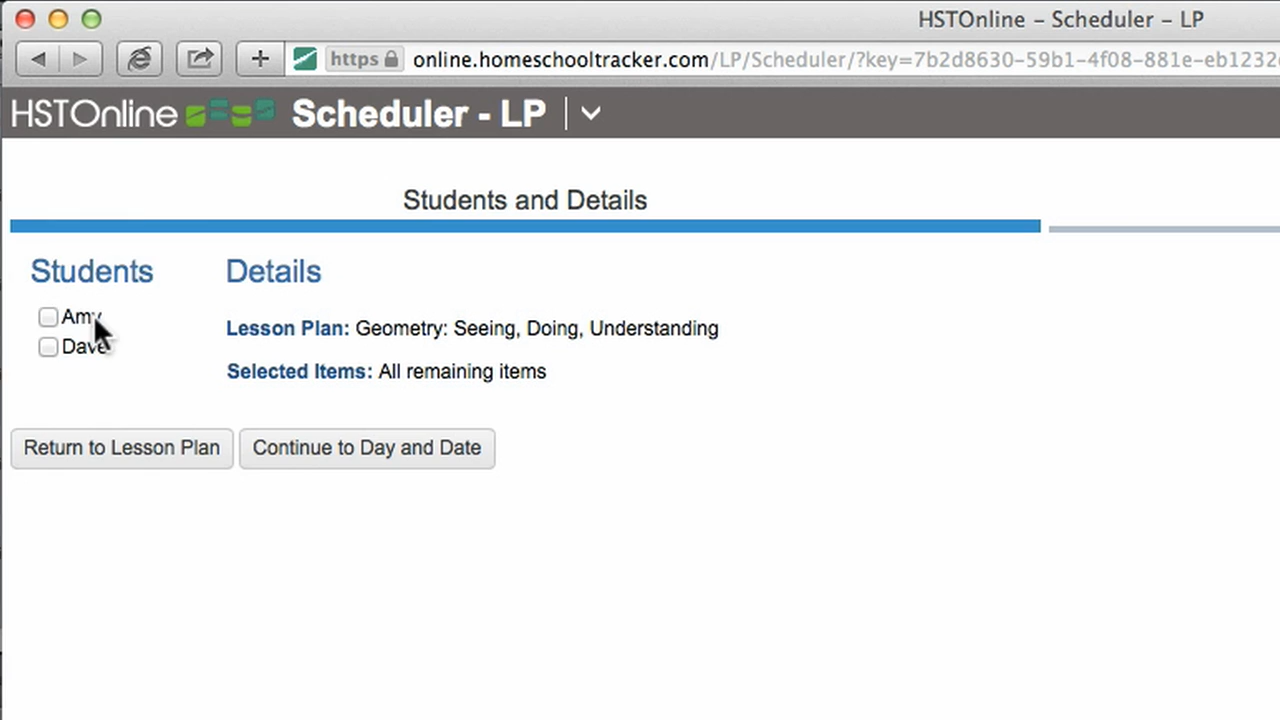 HSTOnline – Scheduler – LP
https online.homeschooltracker.com/LP/Scheduler/?key=7b2d8630-59b1-4f08-881e-eb1232
HSTOnline Scheduler - LP
Students and Details
Students Details
Amy
Lesson Plan: Geometry: Seeing, Doing, Understanding
Dave
Selected Items: All remaining items
Return to Lesson Plan Continue to Day and Date